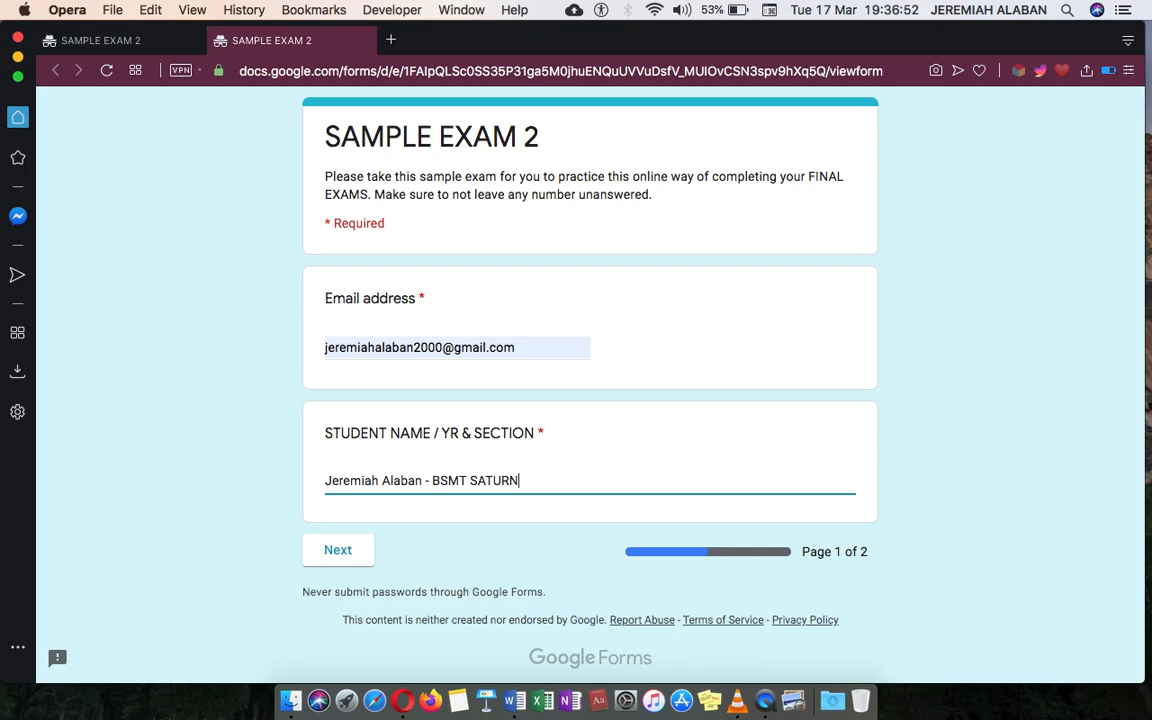 Opera File Edit View History Bookmarks Developer Window Help 53% Tue 17 Mar 19:36:52 JEREMIAH ALABAN
SAMPLE EXAM 2 SAMPLE EXAM 2
VPN docs.google.com/forms/d/e/1FAIpQLSc0SS35P31ga5M0jhuENQuUVVuDsfV_MUIOvCSN3spv9hXq5Q/viewform
SAMPLE EXAM 2
Please take this sample exam for you to practice this online way of completing your FINAL
EXAMS. Make sure to not leave any number unanswered.
* Required
Email address *
jeremiahalaban2000@gmail.com
STUDENT NAME / YR & SECTION *
Jeremiah Alaban - BSMT SATURN
Next Page 1 of 2
Never submit passwords through Google Forms.
This content is neither created nor endorsed by Google. Report Abuse - Terms of Service - Privacy Policy
Google Forms